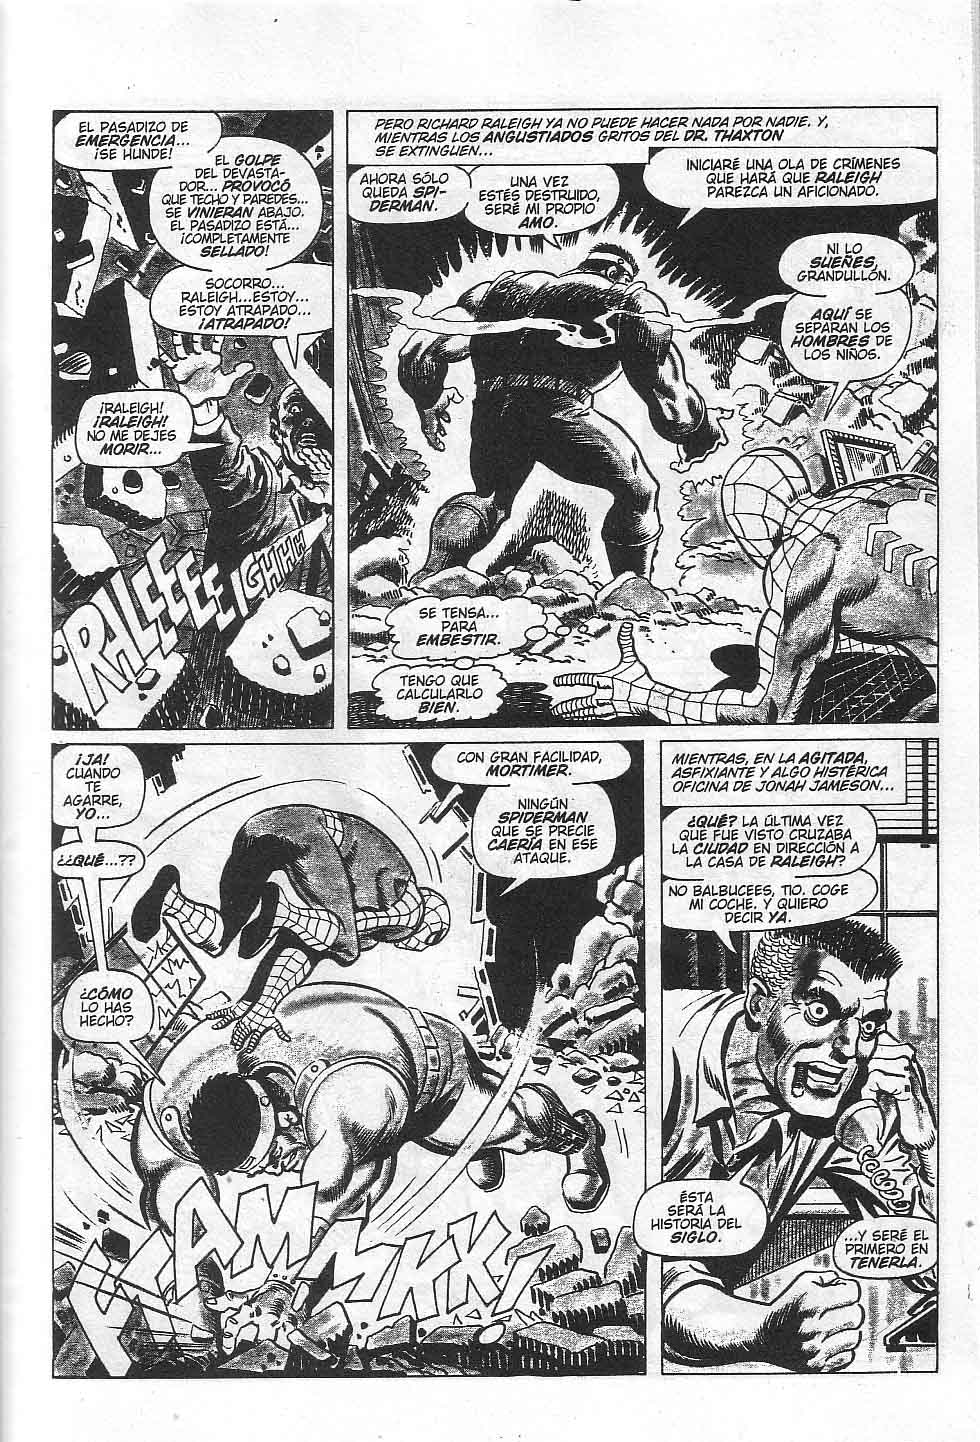 EL PASADIZO DE
EMERGENCIA...
¡SE HUNDE!
EL GOLPE
DEL DEVASTA-
DOR... PROVOCÓ
QUE TECHO Y PAREDES...
SE VINIERAN ABAJO.
EL PASADIZO ESTÁ...
¡COMPLETAMENTE
SELLADO!
SOCORRO...
RALEIGH...ESTOY...
ESTOY ATRAPADO...
¡ATRAPADO!
¡RALEIGH!
¡RALEIGH!
NO ME DEJES
MORIR...
RALEEEEEIGHHH
PERO RICHARD RALEIGH YA NO PUEDE HACER NADA POR NADIE. Y,
MIENTRAS LOS ANGUSTIADOS GRITOS DEL DR. THAXTON
SE EXTINGUEN...
AHORA SÓLO
QUEDA SPI-
DERMAN.
UNA VEZ
ESTÉS DESTRUIDO,
SERÉ MI PROPIO
AMO.
INICIARÉ UNA OLA DE CRÍMENES
QUE HARÁ QUE RALEIGH
PAREZCA UN AFICIONADO.
NI LO
SUEÑES,
GRANDULLÓN.
AQUÍ SE
SEPARAN LOS
HOMBRES DE
LOS NIÑOS.
SE TENSA...
PARA
EMBESTIR.
TENGO QUE
CALCULARLO
BIEN.
¡JA!
CUANDO
TE
AGARRE,
YO...
¿¿QUÉ...??
¿CÓMO
LO HAS
HECHO?
CON GRAN FACILIDAD,
MORTIMER.
NINGÚN
SPIDERMAN
QUE SE PRECIE
CAERÍA EN ESE
ATAQUE.
MIENTRAS, EN LA AGITADA,
ASFIXIANTE Y ALGO HISTÉRICA
OFICINA DE JONAH JAMESON...
¿QUÉ? LA ÚLTIMA VEZ
QUE FUE VISTO CRUZABA
LA CIUDAD EN DIRECCIÓN A
LA CASA DE RALEIGH?
NO BALBUCEES, TIO. COGE
MI COCHE. Y QUIERO
DECIR YA.
ÉSTA
SERÁ LA
HISTORIA DEL
SIGLO.
...Y SERÉ EL
PRIMERO EN
TENERLA.